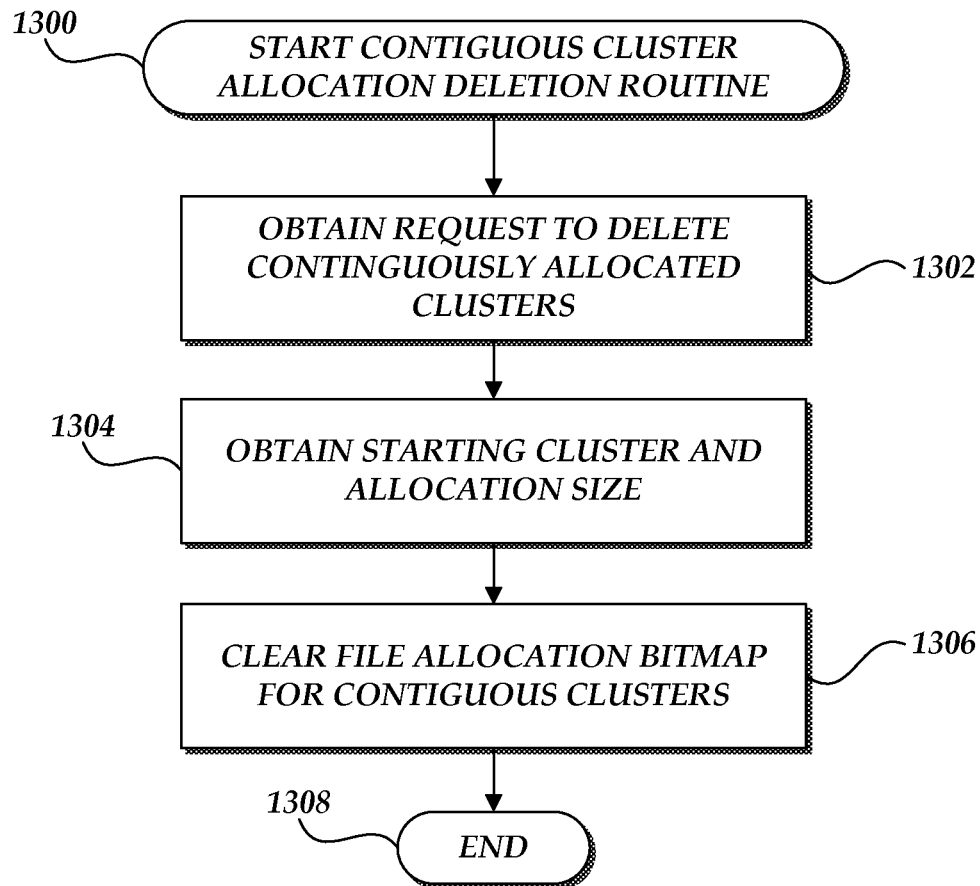 1300
START CONTIGUOUS CLUSTER
ALLOCATION DELETION ROUTINE
OBTAIN REQUEST TO DELETE
CONTINGUOUSLY ALLOCATED
CLUSTERS
1302
1304
OBTAIN STARTING CLUSTER AND
ALLOCATION SIZE
CLEAR FILE ALLOCATION BITMAP
FOR CONTIGUOUS CLUSTERS
1306
1308
END